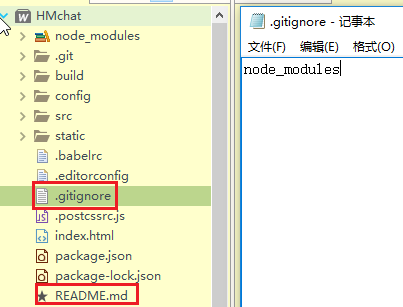 HMchat
node_modules
.git
build
config
src
static
.babelrc
.editorconfig
.gitignore
.postcssrc.js
index.html
package.json
package-lock.json
README.md
.gitignore - 记事本
文件(F) 编辑(E) 格式(O)
node_modules